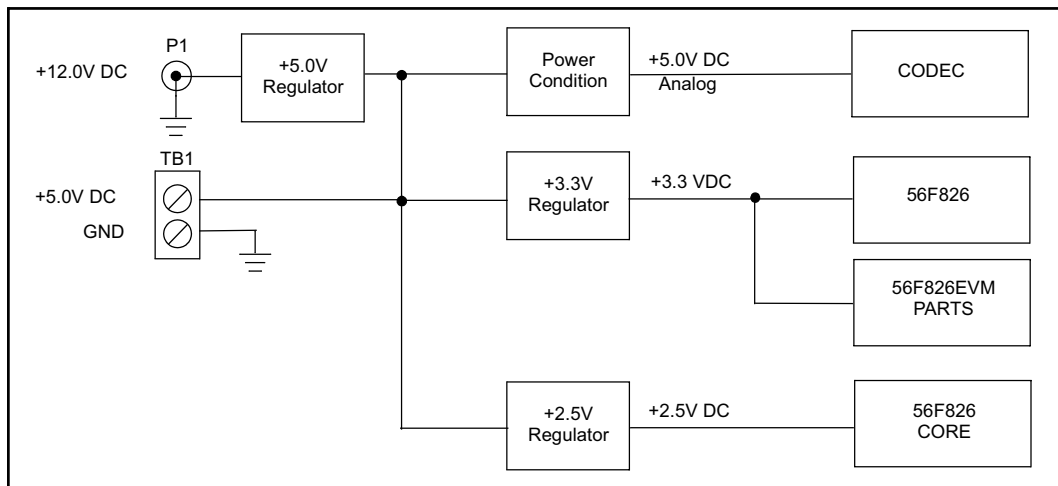 P1
+12.0V DC
+5.0V
Regulator
Power
Condition
+5.0V DC
Analog
CODEC
TB1
+5.0V DC
GND
+3.3V
Regulator
+3.3 VDC
56F826
56F826EVM
PARTS
+2.5V
Regulator
+2.5V DC
56F826
CORE